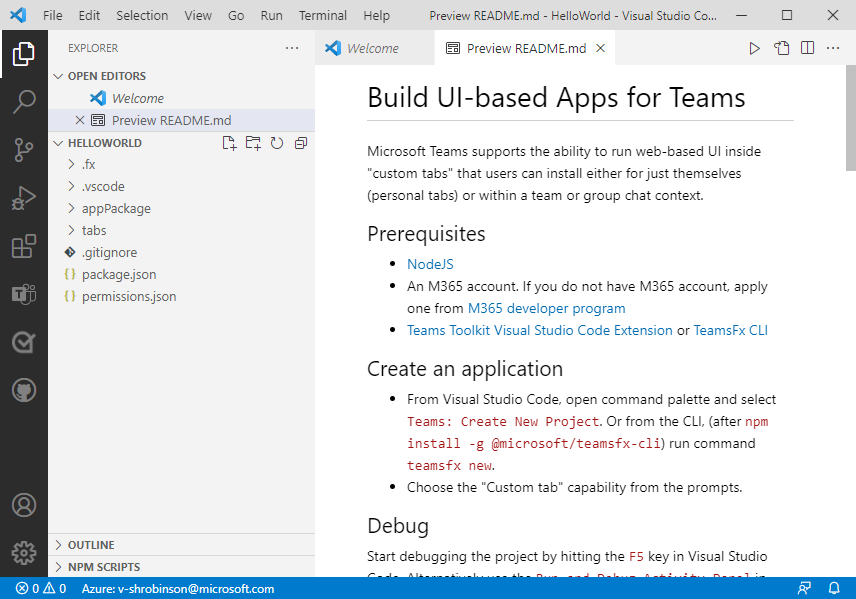 File Edit Selection View Go Run Terminal Help Preview README.md - HelloWorld - Visual Studio Co...
EXPLORER
OPEN EDITORS
Welcome
Preview README.md
HELLOWORLD
.fx
.vscode
appPackage
tabs
.gitignore
{} package.json
{} permissions.json
OUTLINE
NPM SCRIPTS
Welcome Preview README.md
Build UI-based Apps for Teams
Microsoft Teams supports the ability to run web-based UI inside
"custom tabs" that users can install either for just themselves
(personal tabs) or within a team or group chat context.
Prerequisites
• NodeJS
• An M365 account. If you do not have M365 account, apply
one from M365 developer program
• Teams Toolkit Visual Studio Code Extension or TeamsFx CLI
Create an application
• From Visual Studio Code, open command palette and select
Teams: Create New Project. Or from the CLI, (after npm
install -g @microsoft/teamsfx-cli) run command
teamsfx new.
• Choose the "Custom tab" capability from the prompts.
Debug
Start debugging the project by hitting the F5 key in Visual Studio
Code. Alternatively use the Run and Debug Activity Panel in
0 0 Azure: v-shrobinson@microsoft.com